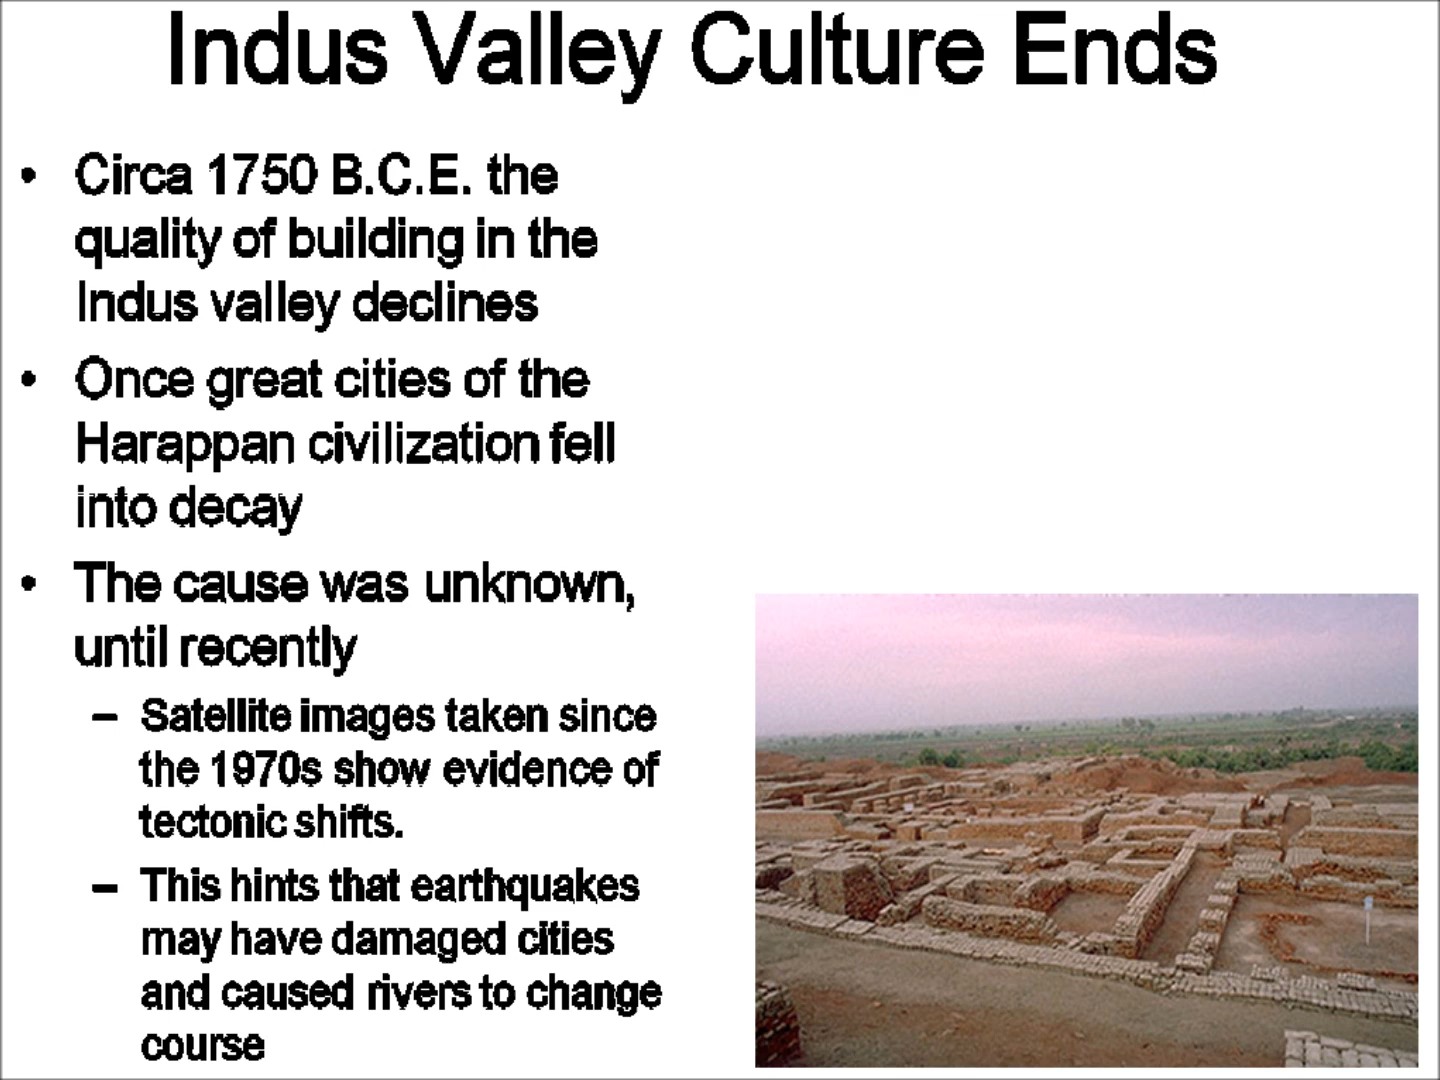 Indus Valley Culture Ends
• Circa 1750 B.C.E. the
quality of building in the
Indus valley declines
• Once great cities of the
Harappan civilization fell
into decay
• The cause was unknown,
until recently
– Satellite images taken since
the 1970s show evidence of
tectonic shifts.
– This hints that earthquakes
may have damaged cities
and caused rivers to change
course